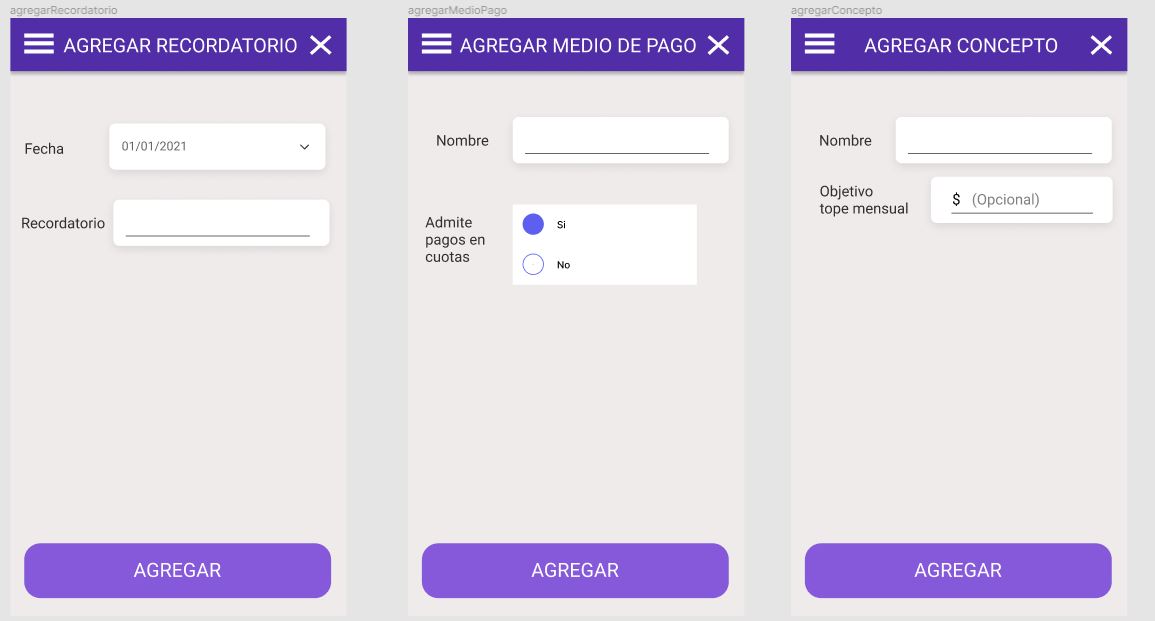 agregarRecordatorio
AGREGAR RECORDATORIO
Fecha
01/01/2021
Recordatorio
AGREGAR
agregarMedioPago
AGREGAR MEDIO DE PAGO
Nombre
Admite
pagos en
cuotas
Si
No
AGREGAR
agregarConcepto
AGREGAR CONCEPTO
Nombre
Objetivo
tope mensual
$ (Opcional)
AGREGAR